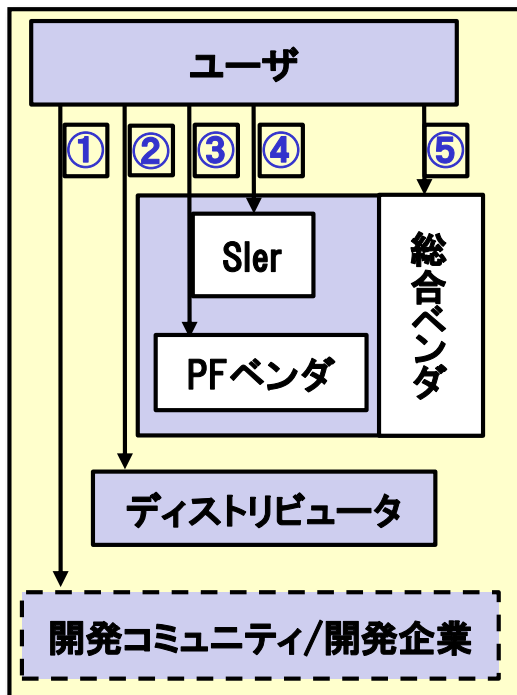 ユーザ
① ② ③ ④ ⑤
SIer
総合ベンダ
PFベンダ
ディストリビュータ
開発コミュニティ/開発企業